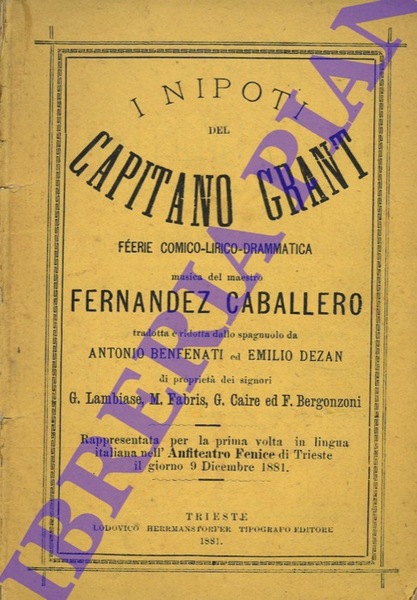 I NIPOTI
DEL
CAPITANO GRANT
FÉERIE COMICO-LIRICO-DRAMMATICA
musica del maestro
FERNANDEZ CABALLERO
tradotta e ridotta dallo spagnuolo da
ANTONIO BENFENATI ed EMILIO DEZAN
di proprietà dei signori
G. Lambiase, M. Fabris, G. Caire ed F. Bergonzoni
Rappresentata per la prima volta in lingua
italiana nell' Anfiteatro Fenice di Trieste
il giorno 9 Dicembre 1881.
TRIESTE
LODOVICO HERRMANSTORFER, TIPOGRAFO EDITORE
1881.
LIBRERIA PIAN